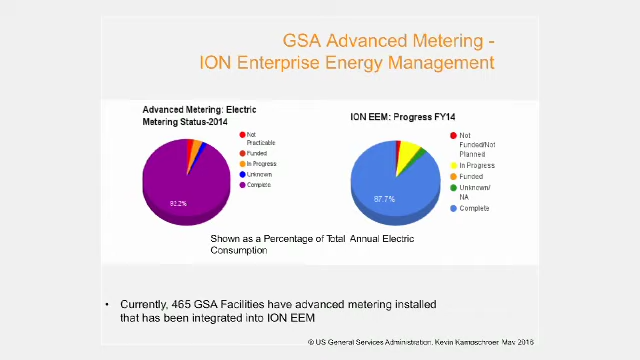 GSA Advanced Metering -
ION Enterprise Energy Management
Advanced Metering: Electric
Metering Status-2014
Not
Practicable
Funded
In Progress
Unknown
Complete
92.2%
ION EEM: Progress FY14
Not
Funded/Not
Planned
In Progress
Funded
Unknown/
NA
Complete
87.7%
Shown as a Percentage of Total Annual Electric
Consumption
• Currently, 465 GSA Facilities have advanced metering installed
that has been integrated into ION EEM
© US General Services Administration, Kevin Kampschroer, May 2016